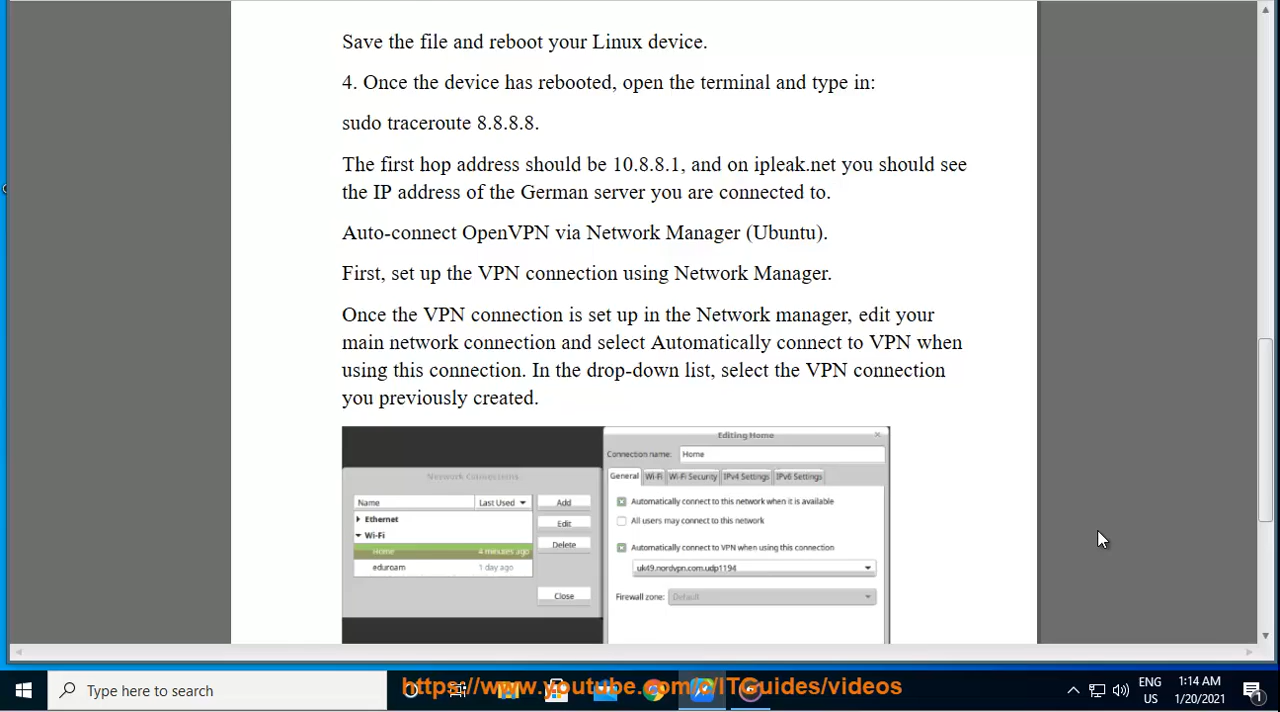 Save the file and reboot your Linux device.
4. Once the device has rebooted, open the terminal and type in:
sudo traceroute 8.8.8.8.
The first hop address should be 10.8.8.1, and on ipleak.net you should see
the IP address of the German server you are connected to.
Auto-connect OpenVPN via Network Manager (Ubuntu).
First, set up the VPN connection using Network Manager.
Once the VPN connection is set up in the Network manager, edit your
main network connection and select Automatically connect to VPN when
using this connection. In the drop-down list, select the VPN connection
you previously created.
Editing Home
Connection name: Home
Network Connections
General Wi-Fi Wi-Fi Security IPv4 Settings IPv6 Settings
Name Last Used Add
Automatically connect to this network when it is available
Ethernet Edit
All users may connect to this network
Wi-Fi
Home 4 minutes ago Delete
Automatically connect to VPN when using this connection
eduroam 1 day ago
uk49.nordvpn.com.udp1194
Close
Firewall zone: Default
Type here to search
https://www.youtube.com/c/ITGuides/videos
ENG
US
1:14 AM
1/20/2021
1